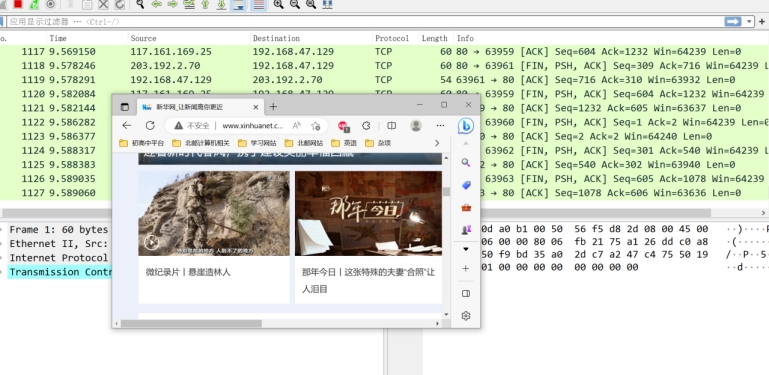 应用显示过滤器 … <Ctrl-/>
No. Time Source Destination Protocol Length Info
1117 9.569150 117.161.169.25 192.168.47.129 TCP 60 80 → 63959 [ACK] Seq=604 Ack=1232 Win=64239 Len=0
1118 9.578246 203.192.2.70 192.168.47.129 TCP 60 80 → 63961 [FIN, PSH, ACK] Seq=309 Ack=716 Win=64239 L
1119 9.578291 192.168.47.129 203.192.2.70 TCP 54 63961 → 80 [ACK] Seq=716 Ack=310 Win=63932 Len=0
1120 9.582084 117.161.169.25 192.168.47.129 TCP 60 80 → 63959 [FIN, PSH, ACK] Seq=604 Ack=1232 Win=64239
1121 9.582144 → 80 [ACK] Seq=1232 Ack=605 Win=63637 Len=0
1122 9.586282 63960 [FIN, PSH, ACK] Seq=1 Ack=2 Win=64239 Len=0
1123 9.586377 → 80 [ACK] Seq=2 Ack=2 Win=64240 Len=0
1124 9.588317 63962 [FIN, PSH, ACK] Seq=301 Ack=540 Win=64239 L
1125 9.588383 → 80 [ACK] Seq=540 Ack=302 Win=63940 Len=0
1126 9.589035 63963 [FIN, PSH, ACK] Seq=605 Ack=1078 Win=64239
1127 9.589060 → 80 [ACK] Seq=1078 Ack=606 Win=63636 Len=0
新华网_让新闻离你更近
不安全 www.xinhuanet.c...
初高中平台 北邮计算机相关 学习网站 北邮网站 英语 杂项
那年今日
微纪录片丨悬崖造林人
那年今日丨这张特殊的夫妻“合照”让
人泪目
Frame 1: 60 bytes
Ethernet II, Src:
Internet Protocol
Transmission Contr
0d a0 b1 00 50 56 f5 d8 2d 08 00 45 00
06 00 00 80 06 fb 21 75 a1 26 dd c0 a8
50 f9 bd 35 a0 2d c7 a2 47 c4 75 50 19
01 00 00 00 00 00 00 00